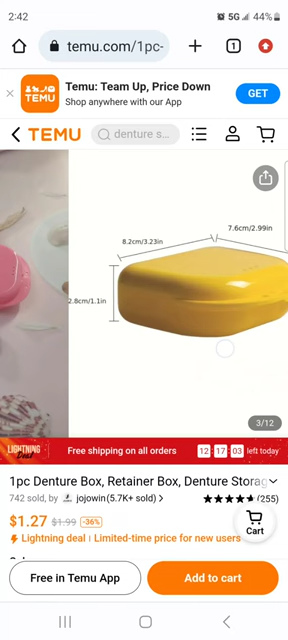 2:42
5G 44%
temu.com/1pc-
1
TEMU
Temu: Team Up, Price Down
Shop anywhere with our App
GET
TEMU
denture s...
7.6cm/2.99in
8.2cm/3.23in
2.8cm/1.1in
3/12
LIGHTNING
Deal
Free shipping on all orders 12:17:03 left today
1pc Denture Box, Retainer Box, Denture Storag
742 sold, by jojowin(5.7K+ sold) > (255)
$1.27 $1.99 -36%
Cart
Lightning deal | Limited-time price for new users
Free in Temu App
Add to cart